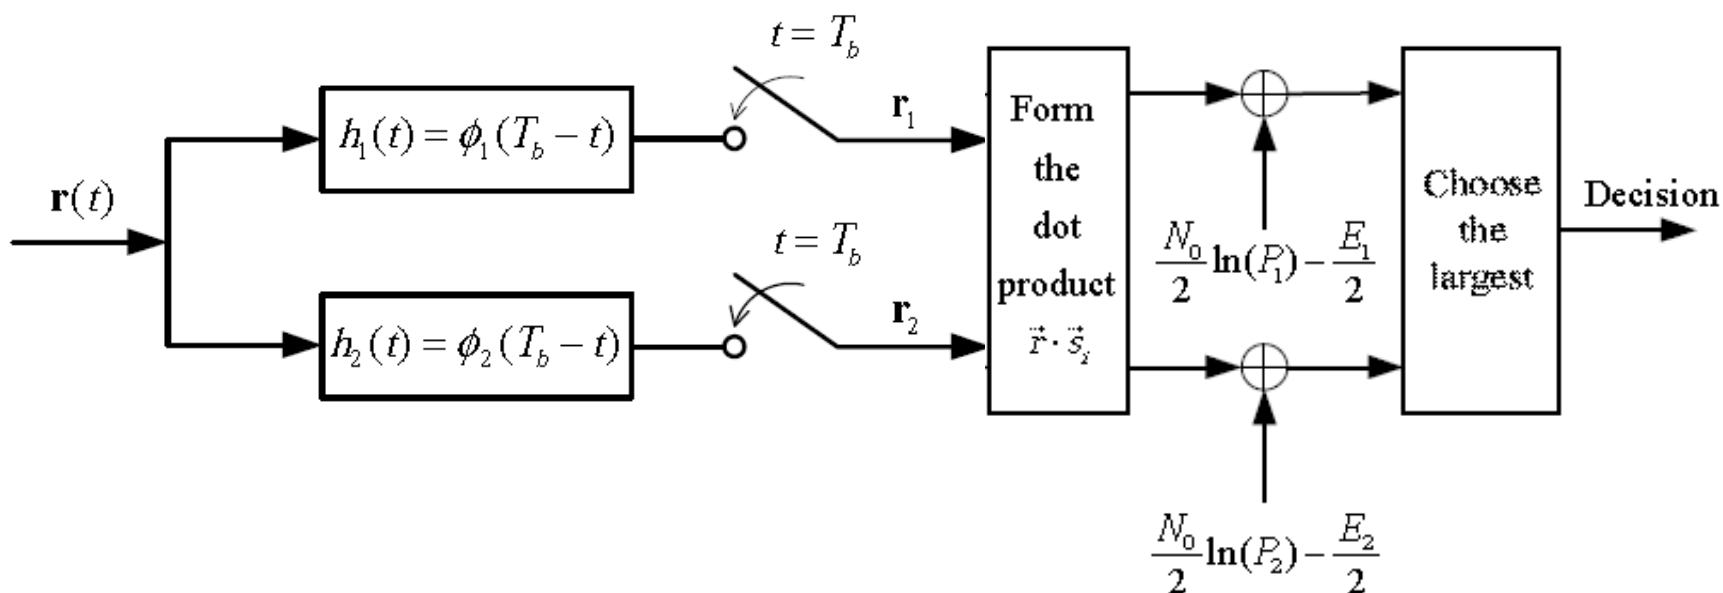 t = T_b
h_1(t) = ϕ_1(T_b − t)
r_1
r(t)
t = T_b
h_2(t) = ϕ_2(T_b − t)
r_2
Form
the
dot
product
r⃗ · s⃗_i
N_0/2 ln(P_1) − E_1/2
N_0/2 ln(P_2) − E_2/2
Choose
the
largest
Decision